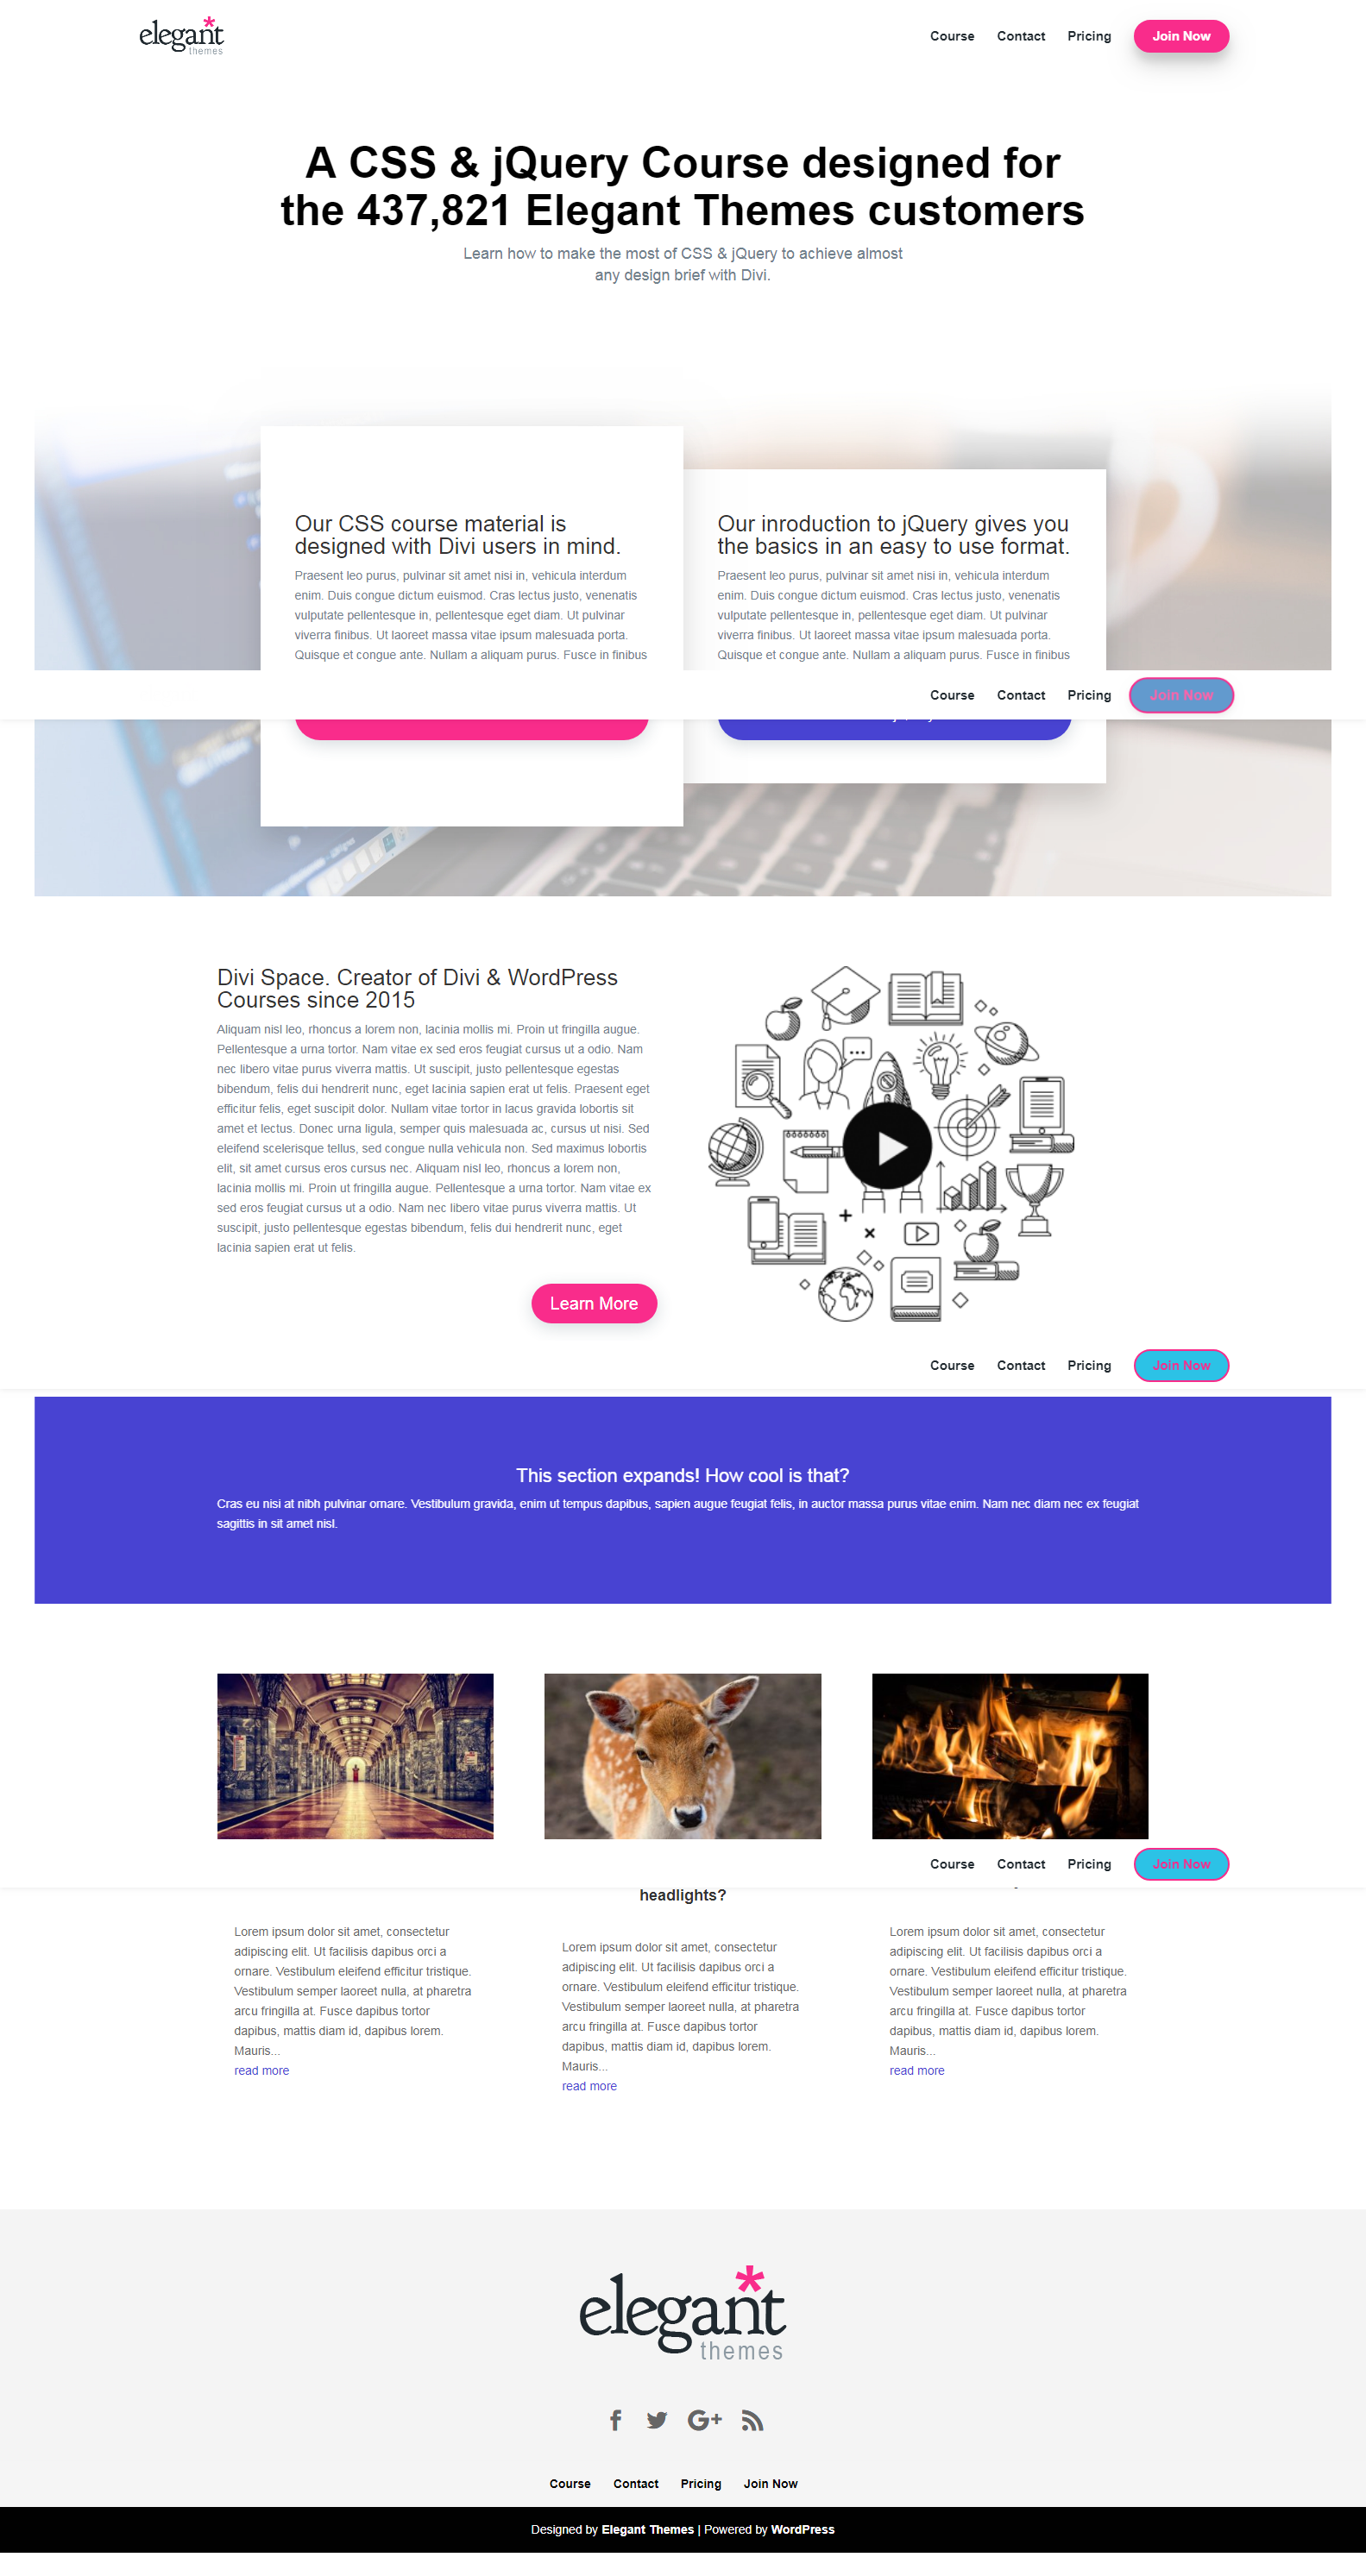 elegant*
themes
Course Contact Pricing Join Now
A CSS & jQuery Course designed for
the 437,821 Elegant Themes customers
Learn how to make the most of CSS & jQuery to achieve almost
any design brief with Divi.
Our CSS course material is
designed with Divi users in mind.
Praesent leo purus, pulvinar sit amet nisi in, vehicula interdum
enim. Duis congue dictum euismod. Cras lectus justo, venenatis
vulputate pellentesque in, pellentesque eget diam. Ut pulvinar
viverra finibus. Ut laoreet massa vitae ipsum malesuada porta.
Quisque et congue ante. Nullam a aliquam purus. Fusce in finibus
Our inroduction to jQuery gives you
the basics in an easy to use format.
Praesent leo purus, pulvinar sit amet nisi in, vehicula interdum
enim. Duis congue dictum euismod. Cras lectus justo, venenatis
vulputate pellentesque in, pellentesque eget diam. Ut pulvinar
viverra finibus. Ut laoreet massa vitae ipsum malesuada porta.
Quisque et congue ante. Nullam a aliquam purus. Fusce in finibus
Course Contact Pricing Join Now
Divi Space. Creator of Divi & WordPress
Courses since 2015
Aliquam nisl leo, rhoncus a lorem non, lacinia mollis mi. Proin ut fringilla augue.
Pellentesque a urna tortor. Nam vitae ex sed eros feugiat cursus ut a odio. Nam
nec libero vitae purus viverra mattis. Ut suscipit, justo pellentesque egestas
bibendum, felis dui hendrerit nunc, eget lacinia sapien erat ut felis. Praesent eget
efficitur felis, eget suscipit dolor. Nullam vitae tortor in lacus gravida lobortis sit
amet et lectus. Donec urna ligula, semper quis malesuada ac, cursus ut nisi. Sed
eleifend scelerisque tellus, sed congue nulla vehicula non. Sed maximus lobortis
elit, sit amet cursus eros cursus nec. Aliquam nisl leo, rhoncus a lorem non,
lacinia mollis mi. Proin ut fringilla augue. Pellentesque a urna tortor. Nam vitae ex
sed eros feugiat cursus ut a odio. Nam nec libero vitae purus viverra mattis. Ut
suscipit, justo pellentesque egestas bibendum, felis dui hendrerit nunc, eget
lacinia sapien erat ut felis.
Learn More
Course Contact Pricing Join Now
This section expands! How cool is that?
Cras eu nisi at nibh pulvinar ornare. Vestibulum gravida, enim ut tempus dapibus, sapien augue feugiat felis, in auctor massa purus vitae enim. Nam nec diam nec ex feugiat
sagittis in sit amet nisl.
Course Contact Pricing Join Now
Lorem ipsum dolor sit amet, consectetur
adipiscing elit. Ut facilisis dapibus orci a
ornare. Vestibulum eleifend efficitur tristique.
Vestibulum semper laoreet nulla, at pharetra
arcu fringilla at. Fusce dapibus tortor
dapibus, mattis diam id, dapibus lorem.
Mauris...
read more
headlights?
Lorem ipsum dolor sit amet, consectetur
adipiscing elit. Ut facilisis dapibus orci a
ornare. Vestibulum eleifend efficitur tristique.
Vestibulum semper laoreet nulla, at pharetra
arcu fringilla at. Fusce dapibus tortor
dapibus, mattis diam id, dapibus lorem.
Mauris...
read more
Lorem ipsum dolor sit amet, consectetur
adipiscing elit. Ut facilisis dapibus orci a
ornare. Vestibulum eleifend efficitur tristique.
Vestibulum semper laoreet nulla, at pharetra
arcu fringilla at. Fusce dapibus tortor
dapibus, mattis diam id, dapibus lorem.
Mauris...
read more
elegant*
themes
Course Contact Pricing Join Now
Designed by Elegant Themes | Powered by WordPress